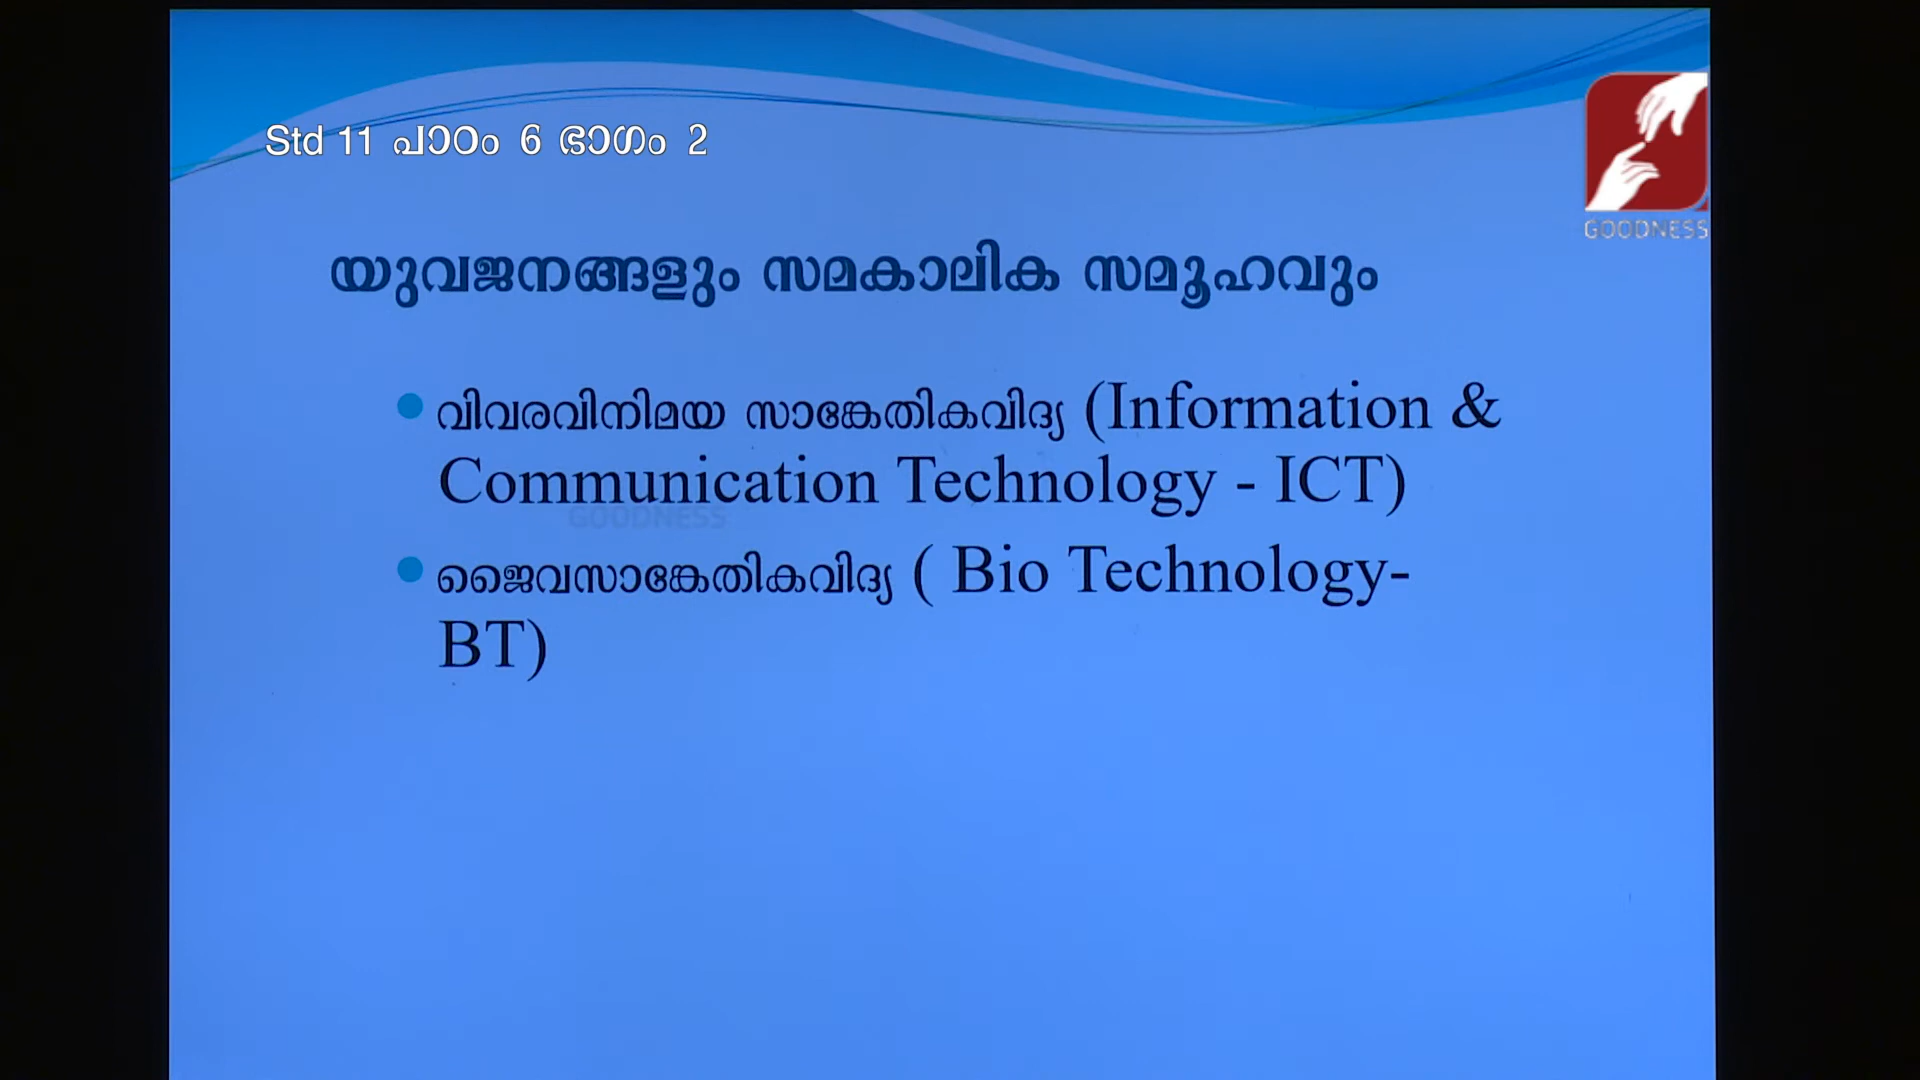 Std 11 പാഠം 6 ഭാഗം 2
GOODNESS
യുവജനങ്ങളും സമകാലിക സമൂഹവും
വിവരവിനിമയ സാങ്കേതികവിദ്യ (Information &
Communication Technology - ICT)
GOODNESS
ജൈവസാങ്കേതികവിദ്യ ( Bio Technology-
BT)